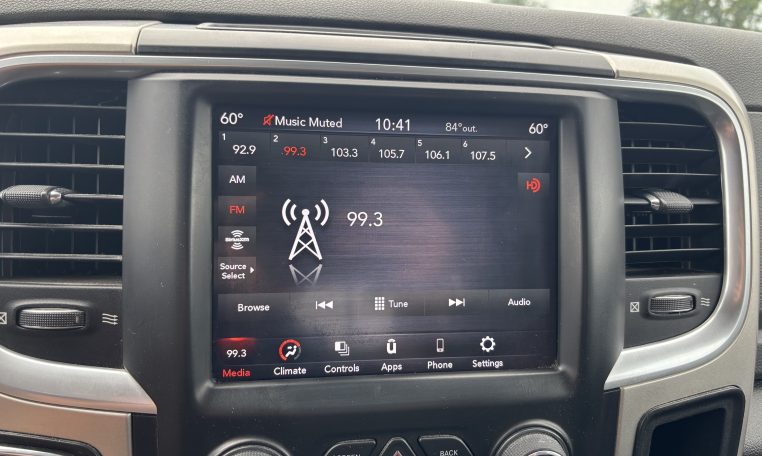 60° Music Muted 10:41 84°out. 60°
1 92.9 2 99.3 3 103.3 4 105.7 5 106.1 6 107.5
AM
FM
99.3
HD
Source
Select
Browse Tune Audio
99.3
Media Climate Controls Apps Phone Settings
SCREEN BACK